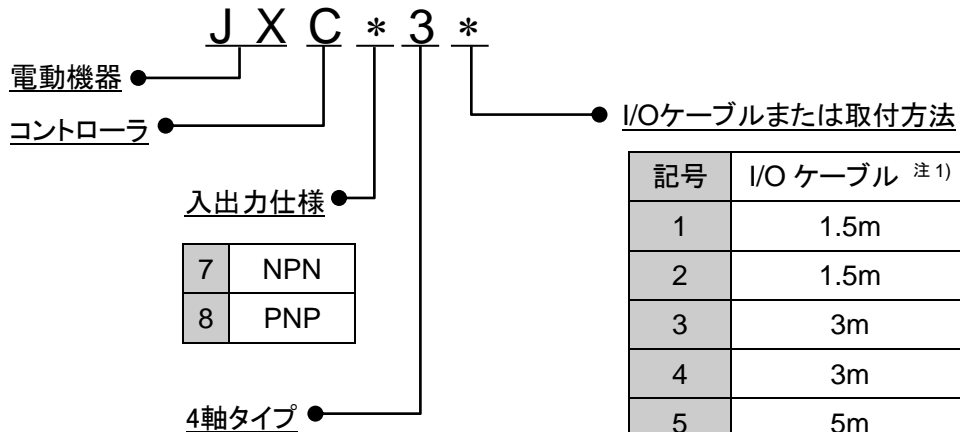 JXC*3*
電動機器
コントローラ
入出力仕様
7 NPN
8 PNP
4軸タイプ
I/Oケーブルまたは取付方法
記号 I/O ケーブル 注1)
1 1.5m
2 1.5m
3 3m
4 3m
5 5m